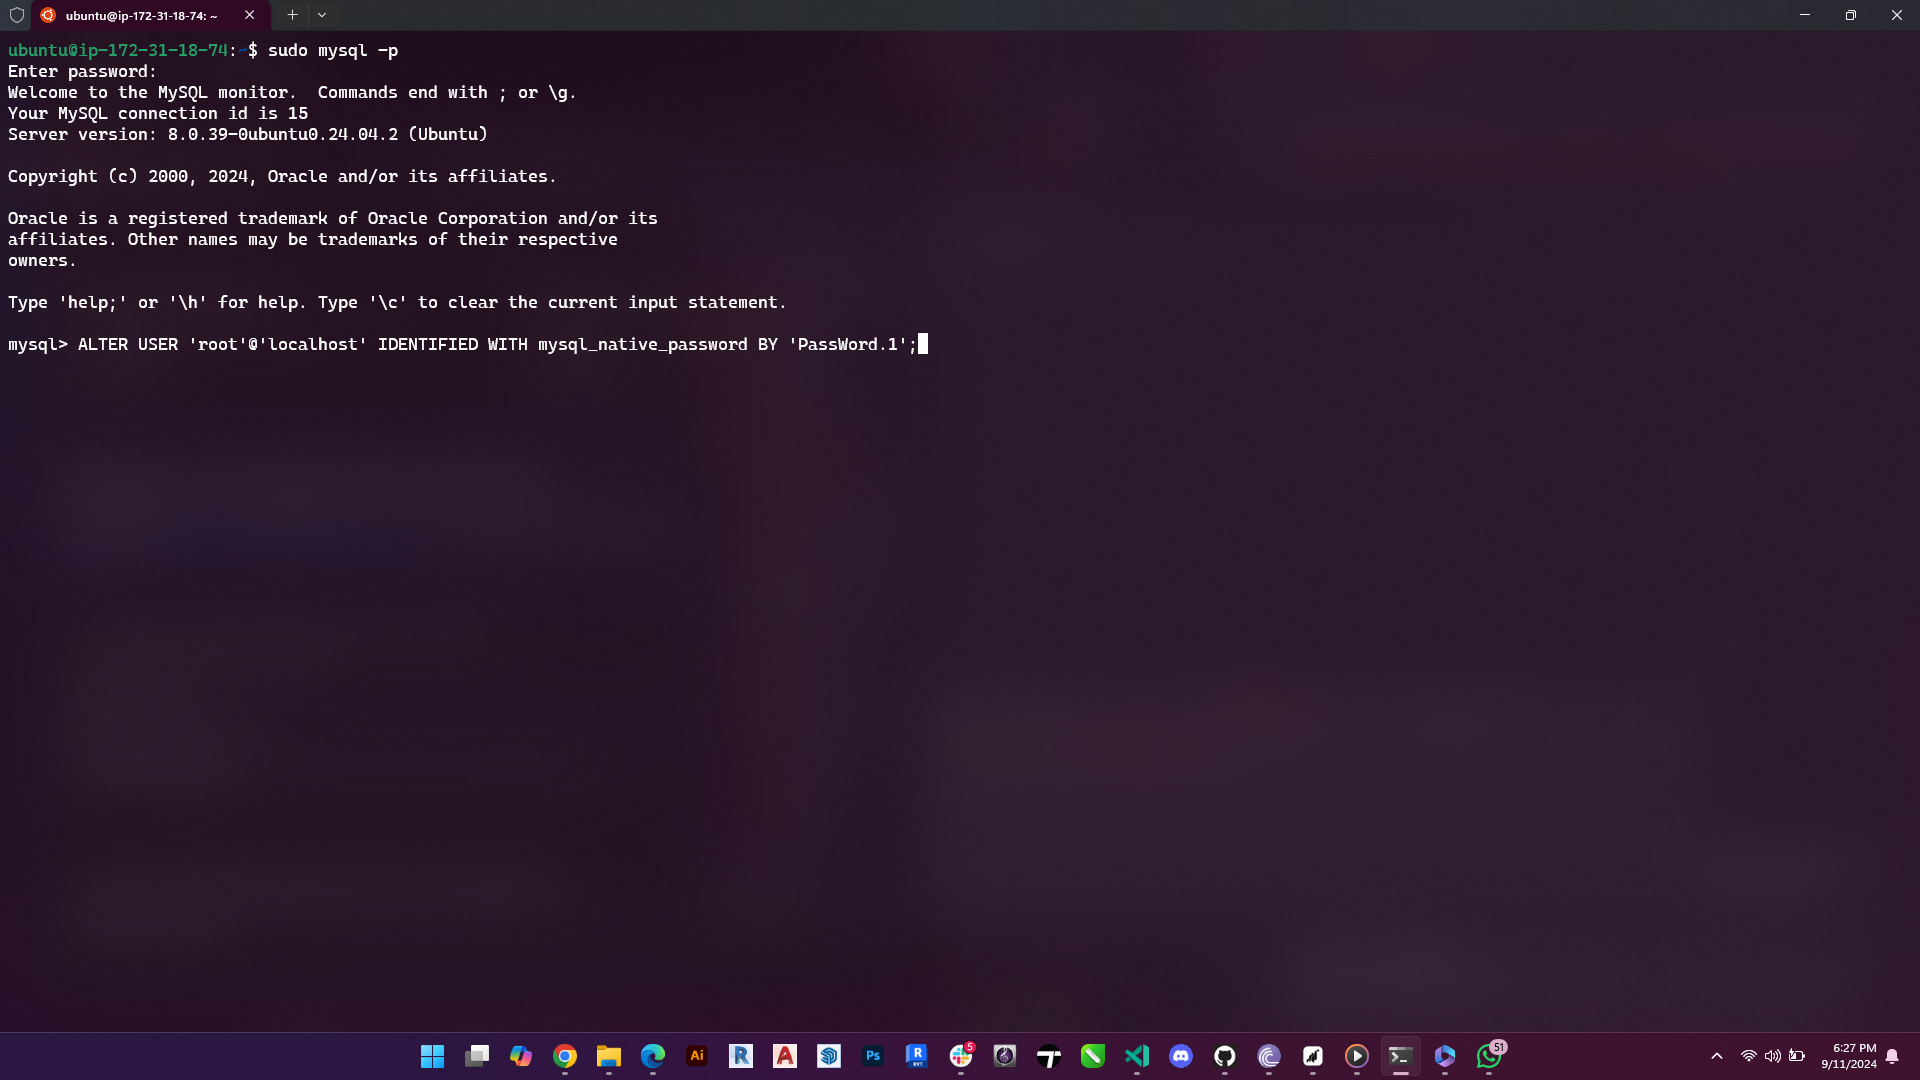 ubuntu@ip-172-31-18-74: ~
ubuntu@ip-172-31-18-74:~$ sudo mysql -p
Enter password:
Welcome to the MySQL monitor.  Commands end with ; or \g.
Your MySQL connection id is 15
Server version: 8.0.39-0ubuntu0.24.04.2 (Ubuntu)
Copyright (c) 2000, 2024, Oracle and/or its affiliates.
Oracle is a registered trademark of Oracle Corporation and/or its
affiliates. Other names may be trademarks of their respective
owners.
Type 'help;' or '\h' for help. Type '\c' to clear the current input statement.
mysql> ALTER USER 'root'@'localhost' IDENTIFIED WITH mysql_native_password BY 'PassWord.1';
Ai
R
A
Ps
R
RVT
5
51
6:27 PM
9/11/2024